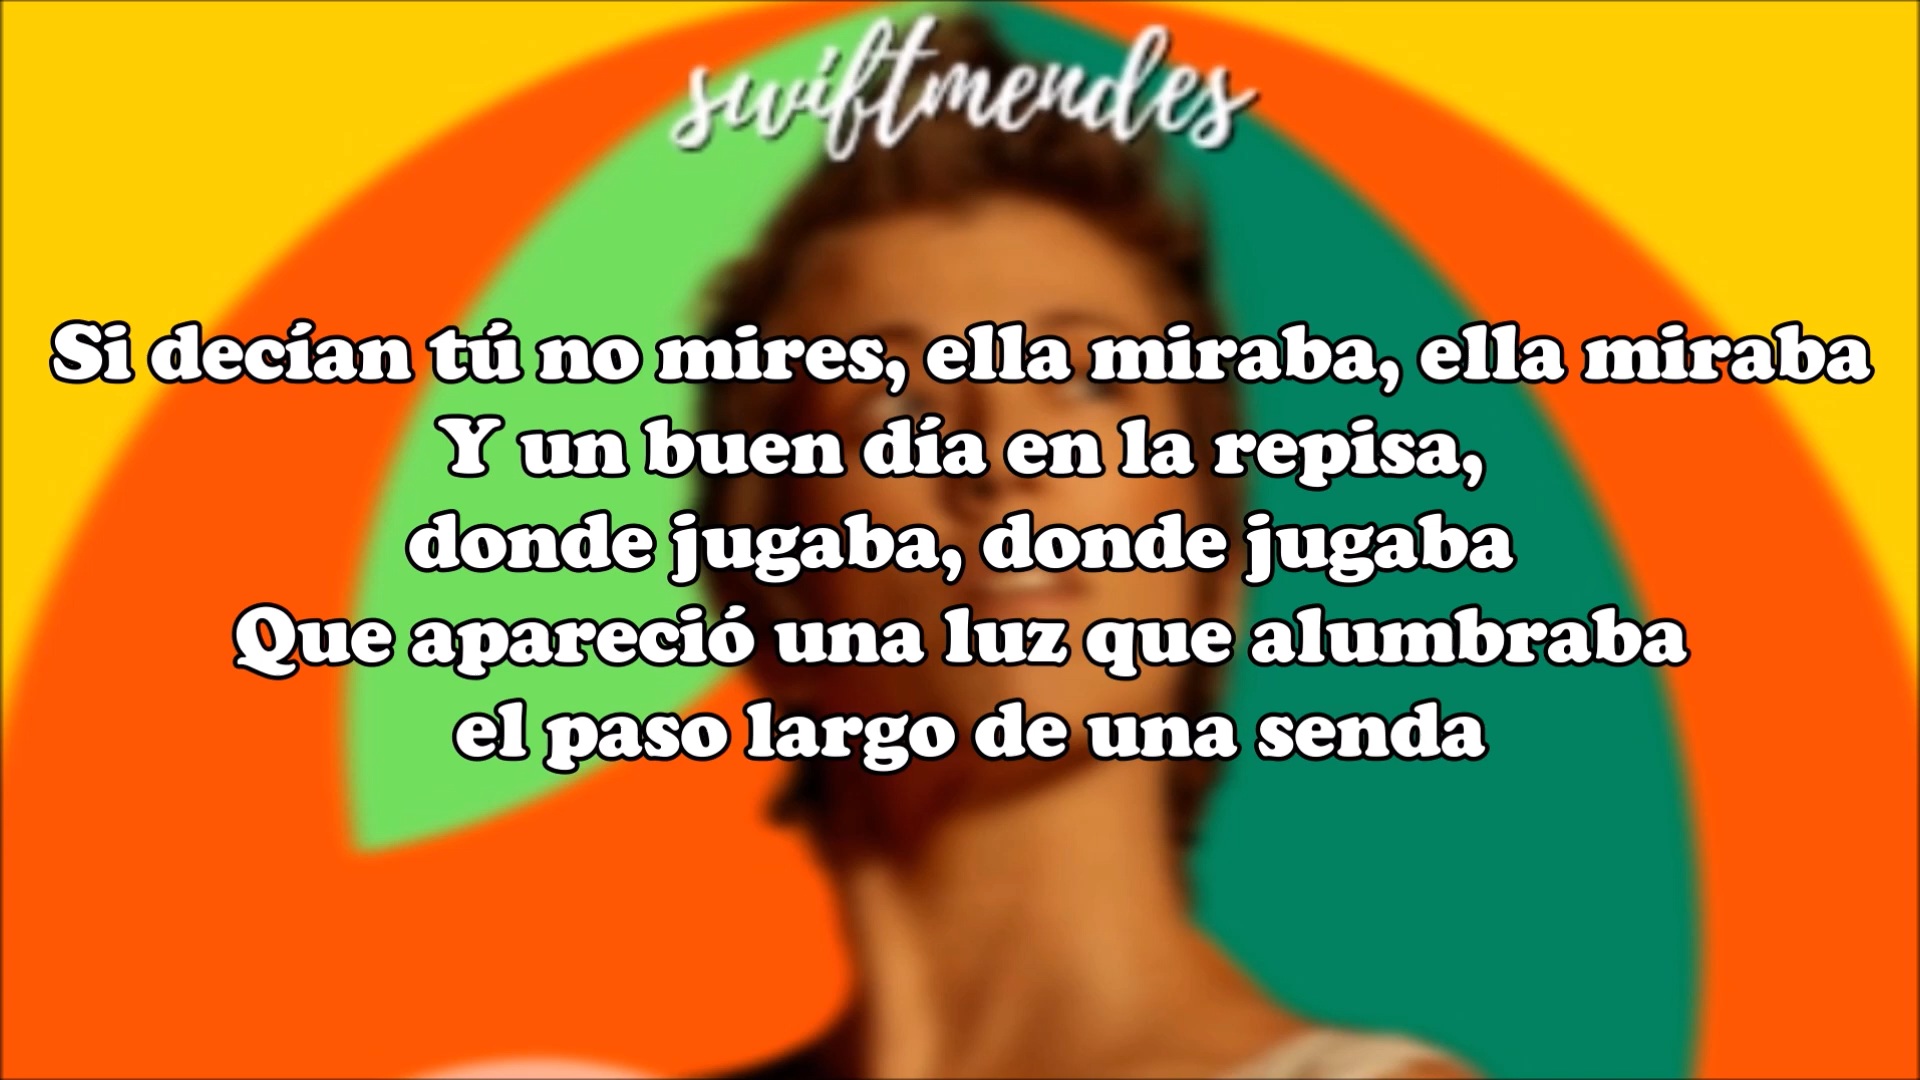 swiftmendes
Si decían tú no mires, ella miraba, ella miraba
Y un buen día en la repisa,
donde jugaba, donde jugaba
Que apareció una luz que alumbraba
el paso largo de una senda